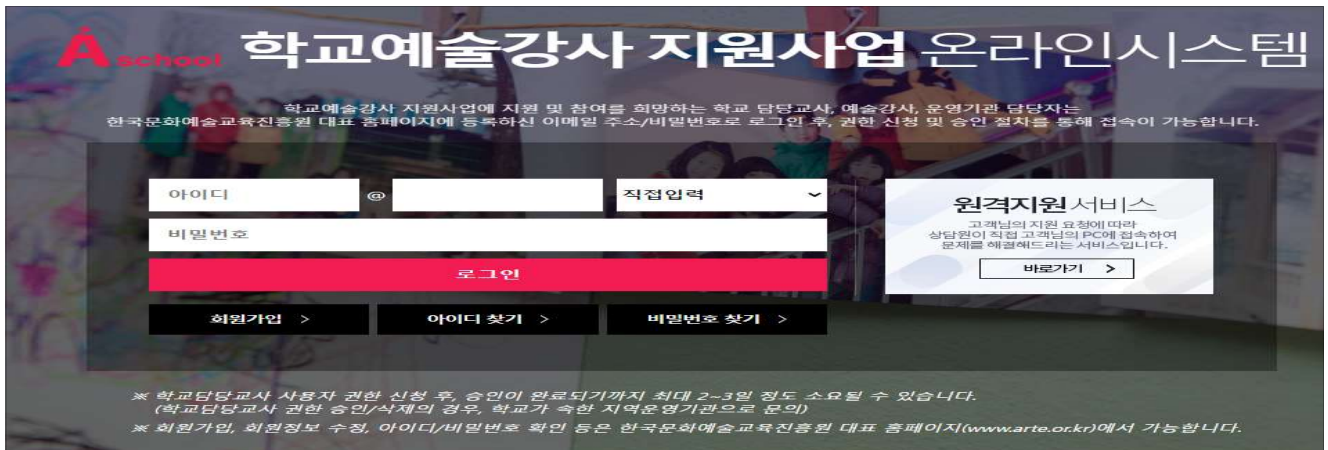 A school 학교예술강사 지원사업 온라인시스템
학교예술강사 지원사업에 지원 및 참여를 희망하는 학교 담당교사, 예술강사, 운영기관 담당자는
한국문화예술교육진흥원 대표 홈페이지에 등록하신 이메일 주소/비밀번호로 로그인 후, 권한 신청 및 승인 절차를 통해 접속이 가능합니다.
아이디 @ 직접입력
비밀번호
로그인
회원가입 > 아이디 찾기 > 비밀번호 찾기 >
원격지원 서비스
고객님의 지원 요청에 따라
상담원이 직접 고객님의 PC에 접속하여
문제를 해결해드리는 서비스입니다.
바로가기 >
※ 학교담당교사 사용자 권한 신청 후, 승인이 완료되기까지 최대 2~3일 정도 소요될 수 있습니다.
(학교담당교사 권한 승인/삭제의 경우, 학교가 속한 지역운영기관으로 문의)
※ 회원가입, 회원정보 수정, 아이디/비밀번호 확인 등은 한국문화예술교육진흥원 대표 홈페이지(www.arte.or.kr)에서 가능합니다.